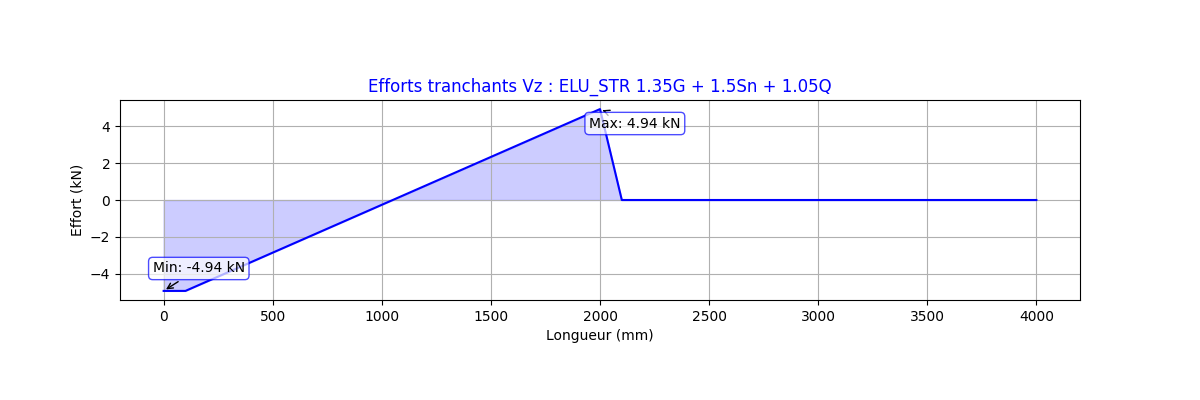 Efforts tranchants Vz : ELU_STR 1.35G + 1.5Sn + 1.05Q
Effort (kN)
4
2
0
−2
−4
Max: 4.94 kN
Min: -4.94 kN
0 500 1000 1500 2000 2500 3000 3500 4000
Longueur (mm)